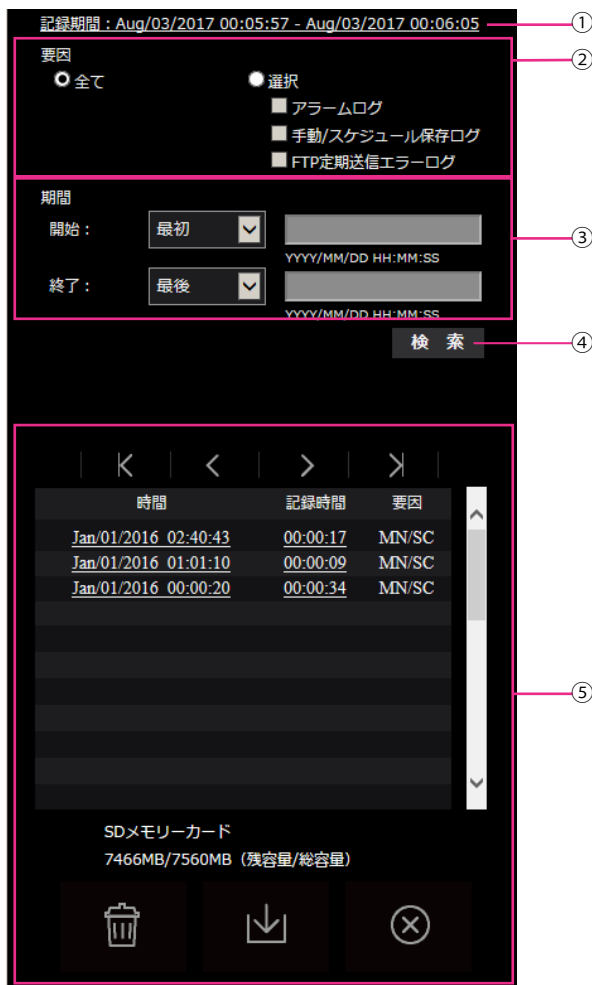 記録期間 : Aug/03/2017 00:05:57 - Aug/03/2017 00:06:05 ①
要因 ②
全て 選択
アラームログ
手動/スケジュール保存ログ
FTP定期送信エラーログ
期間
開始 : 最初 ③
YYYY/MM/DD HH:MM:SS
終了 : 最後
YYYY/MM/DD HH:MM:SS
検 索 ④
時間 記録時間 要因
Jan/01/2016 02:40:43 00:00:17 MN/SC
Jan/01/2016 01:01:10 00:00:09 MN/SC
Jan/01/2016 00:00:20 00:00:34 MN/SC
⑤
SDメモリーカード
7466MB/7560MB（残容量/総容量）